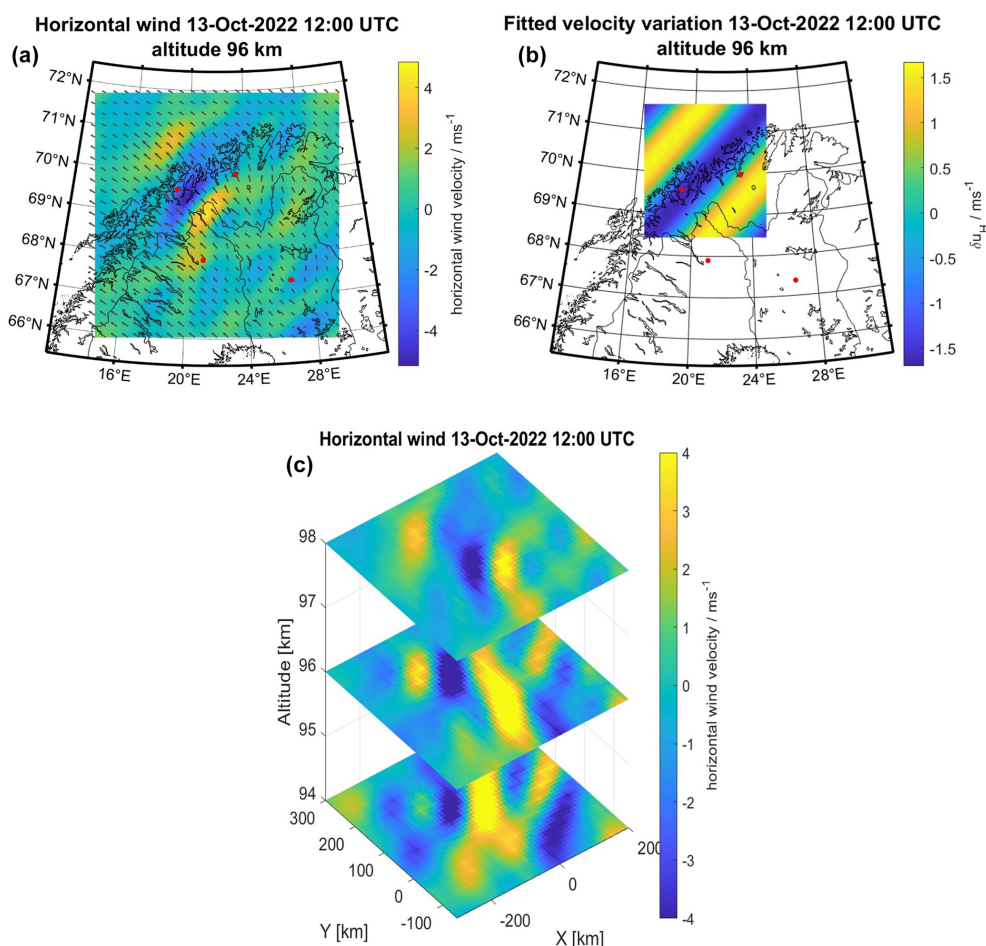 Horizontal wind 13-Oct-2022 12:00 UTC
altitude 96 km
(a)
72°N
71°N
70°N
69°N
68°N
67°N
66°N
16°E
20°E
24°E
28°E
4
2
0
-2
-4
horizontal wind velocity / ms⁻¹
Fitted velocity variation 13-Oct-2022 12:00 UTC
altitude 96 km
(b)
72°N
71°N
70°N
69°N
68°N
67°N
66°N
16°E
20°E
24°E
28°E
1.5
1
0.5
0
-0.5
-1
-1.5
δu_H / ms⁻¹
Horizontal wind 13-Oct-2022 12:00 UTC
(c)
98
97
96
95
94
Altitude [km]
300
200
100
0
-100
Y [km]
-200
0
200
X [km]
4
3
2
1
0
-1
-2
-3
-4
horizontal wind velocity / ms⁻¹